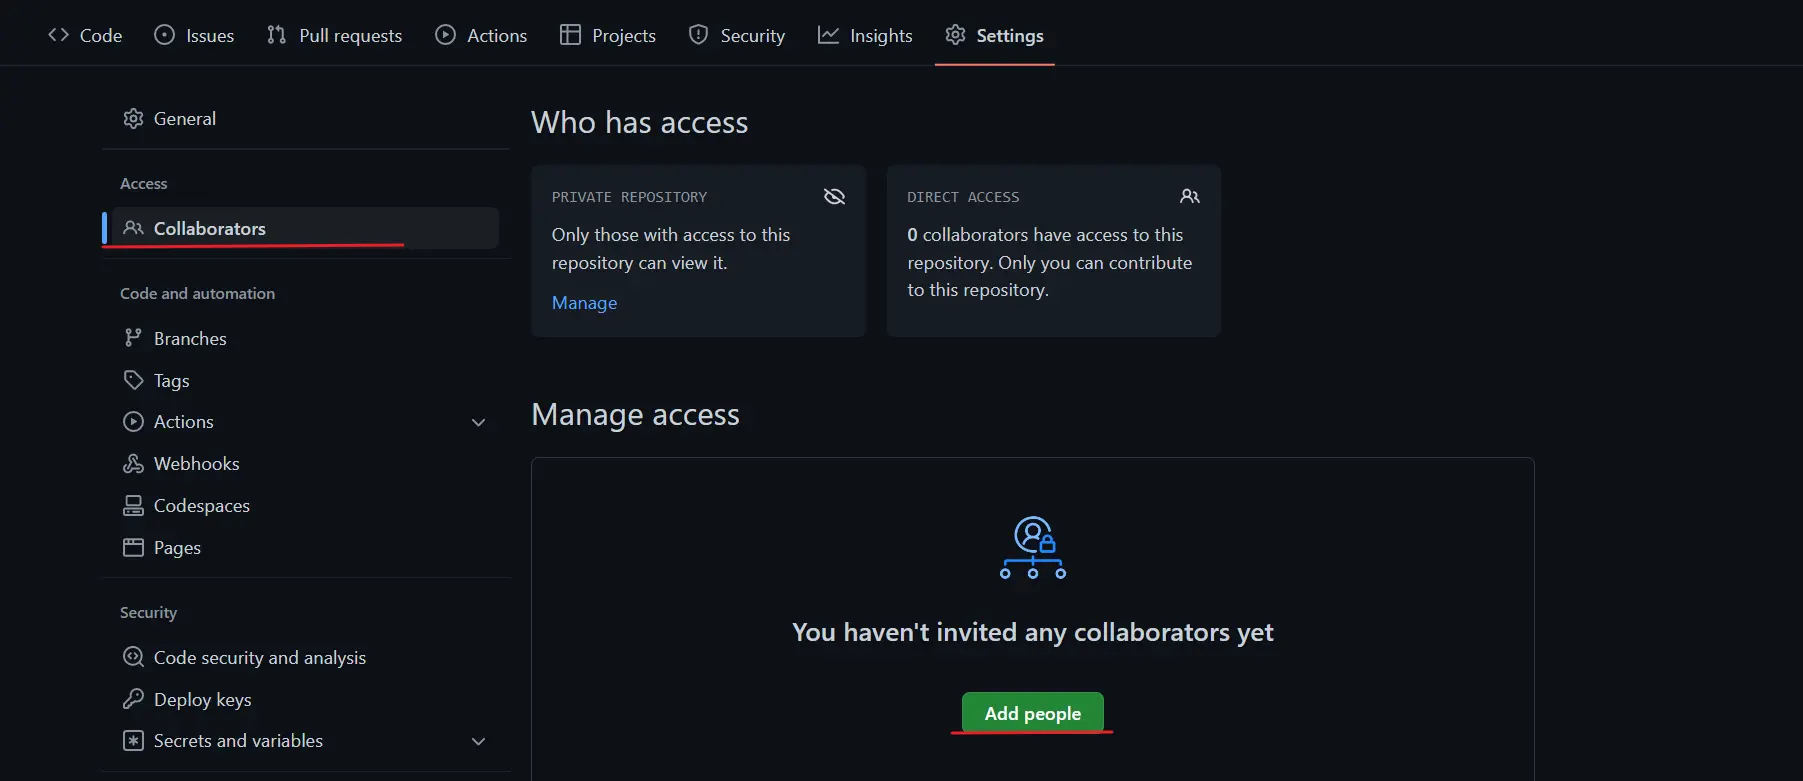 Code Issues Pull requests Actions Projects Security Insights Settings
General
Access
Collaborators
Code and automation
Branches
Tags
Actions
Webhooks
Codespaces
Pages
Security
Code security and analysis
Deploy keys
Secrets and variables
Who has access
PRIVATE REPOSITORY
Only those with access to this
repository can view it.
Manage
DIRECT ACCESS
0 collaborators have access to this
repository. Only you can contribute
to this repository.
Manage access
You haven't invited any collaborators yet
Add people